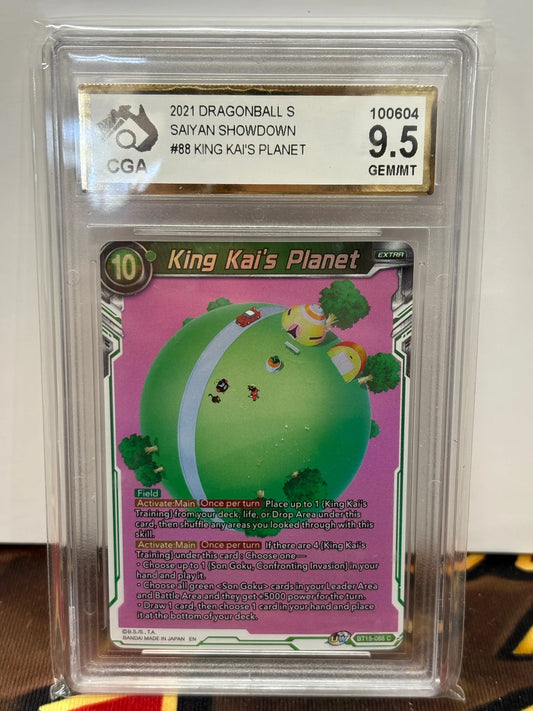 2021 DRAGONBALL S
SAIYAN SHOWDOWN
#88 KING KAI'S PLANET
100604
9.5
GEM/MT
CGA
10
King Kai's Planet
EXTRA
Field
Activate:Main Once per turn Place up to 1 {King Kai's
Training} from your deck, life, or Drop Area under this
card, then shuffle any areas you looked through with this
skill.
Activate:Main Once per turn If there are 4 {King Kai's
Training} under this card : Choose one—
• Choose up to 1 {Son Goku, Confronting Invasion} in
your hand and play it.
• Choose all green <Son Goku> cards in your Leader Area
and Battle Area and they get +5000 power for the turn.
• Draw 1 card, then choose 1 card in your hand and place
it at the bottom of your deck.
©B.S./S., T.A.
BANDAI MADE IN JAPAN EN
UW
BT15-088 C